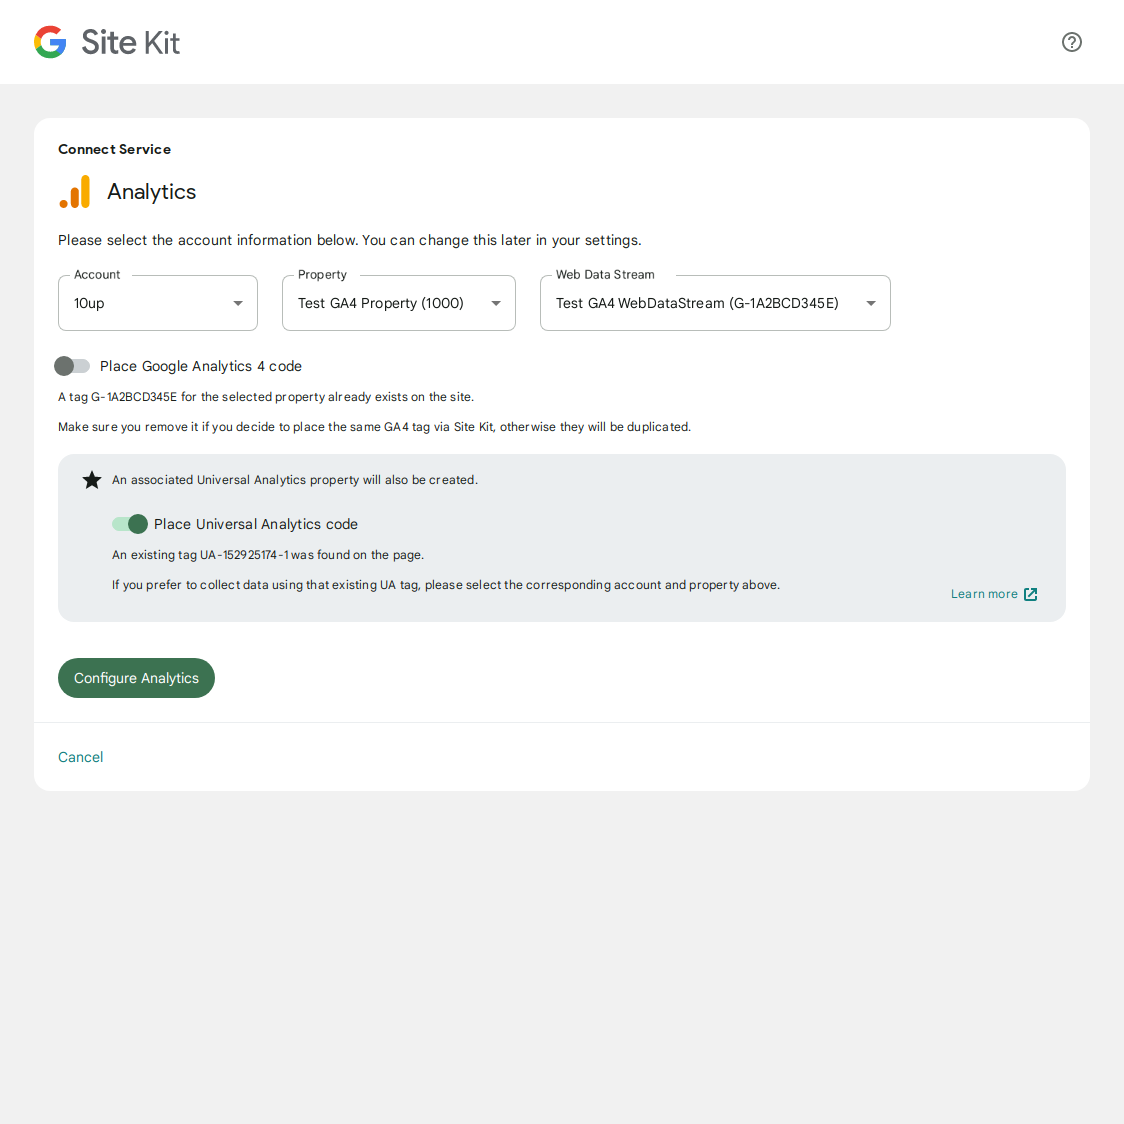 Site Kit
Connect Service
Analytics
Please select the account information below. You can change this later in your settings.
Account
10up
Property
Test GA4 Property (1000)
Web Data Stream
Test GA4 WebDataStream (G-1A2BCD345E)
Place Google Analytics 4 code
A tag G-1A2BCD345E for the selected property already exists on the site.
Make sure you remove it if you decide to place the same GA4 tag via Site Kit, otherwise they will be duplicated.
An associated Universal Analytics property will also be created.
Place Universal Analytics code
An existing tag UA-152925174-1 was found on the page.
If you prefer to collect data using that existing UA tag, please select the corresponding account and property above.
Learn more
Configure Analytics
Cancel